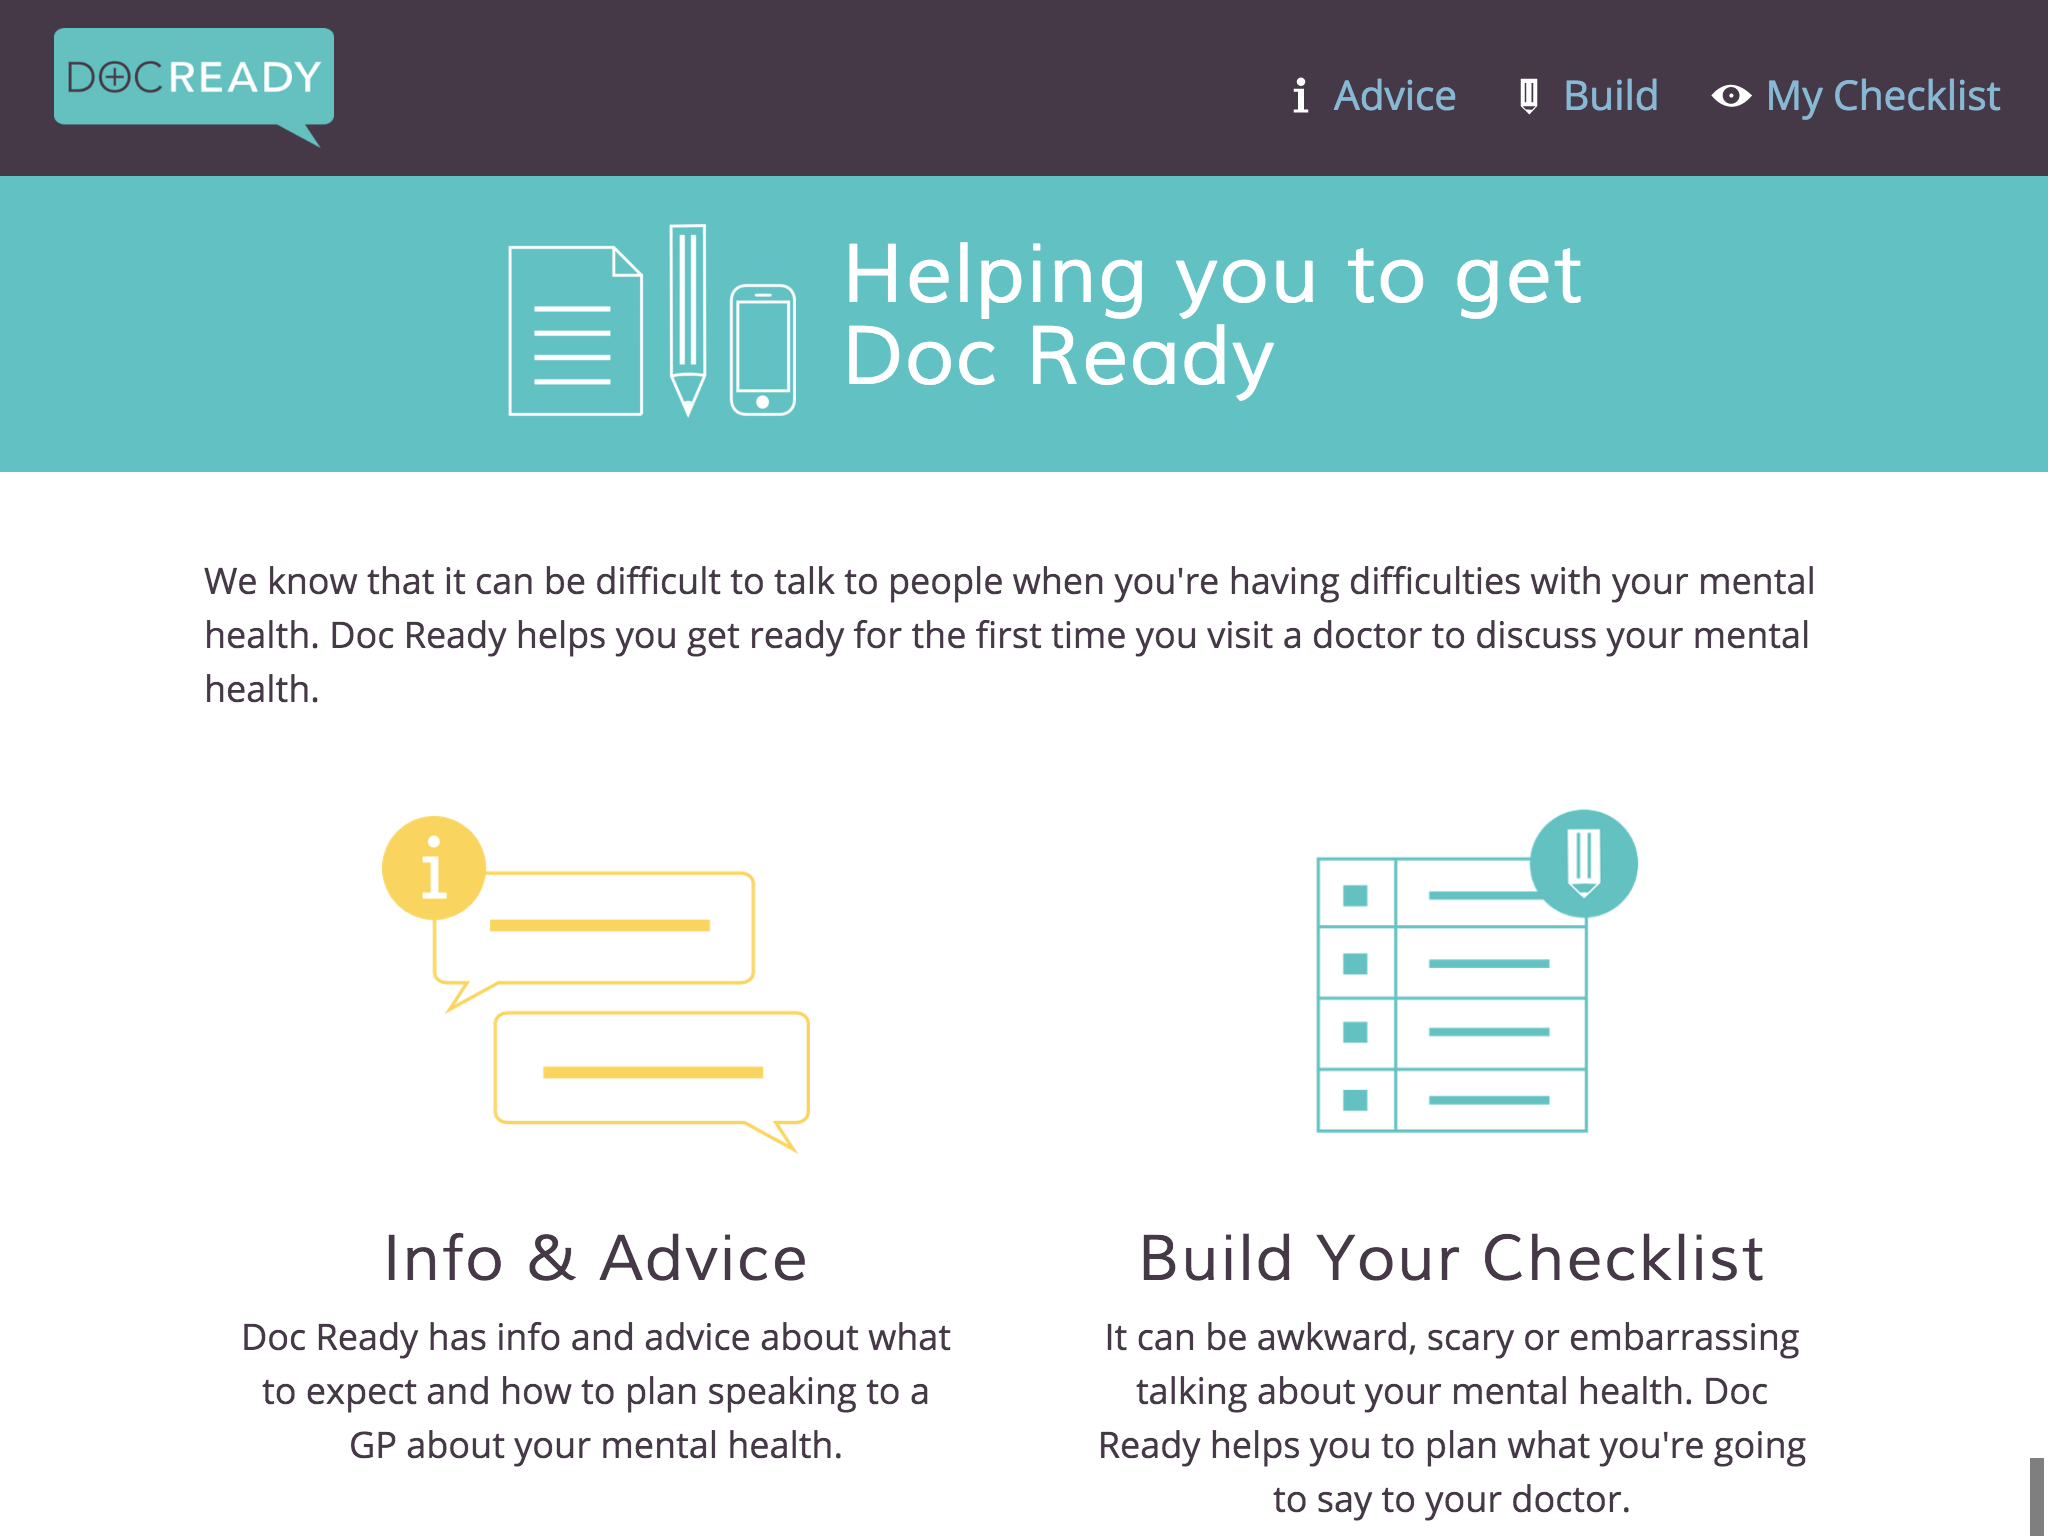 DOCREADY
i Advice
Build
My Checklist
Helping you to get
Doc Ready
We know that it can be difficult to talk to people when you're having difficulties with your mental
health. Doc Ready helps you get ready for the first time you visit a doctor to discuss your mental
health.
i
Info & Advice
Doc Ready has info and advice about what
to expect and how to plan speaking to a
GP about your mental health.
Build Your Checklist
It can be awkward, scary or embarrassing
talking about your mental health. Doc
Ready helps you to plan what you're going
to say to your doctor.